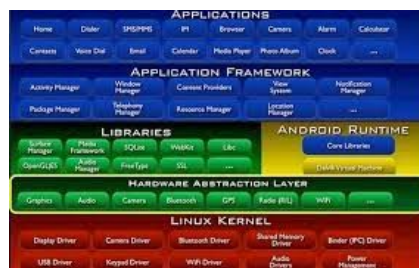 APPLICATIONS
Home Dialer SMS/MMS IM Browser Camera Alarm Calculator
Contacts Voice Dial Email Calendar Media Player Photo Album Clock ...
APPLICATION FRAMEWORK
Activity Manager Window Manager Content Providers View System Notification Manager
Package Manager Telephony Manager Resource Manager Location Manager ...
LIBRARIES ANDROID RUNTIME
Surface Manager Media Framework SQLite WebKit Libc Core Libraries
OpenGL|ES Audio Manager FreeType SSL ... Dalvik Virtual Machine
HARDWARE ABSTRACTION LAYER
Graphics Audio Camera Bluetooth GPS Radio (RIL) WiFi ...
LINUX KERNEL
Display Driver Camera Driver Bluetooth Driver Shared Memory Driver Binder (IPC) Driver
USB Driver Keypad Driver WiFi Driver Audio Drivers Power Management